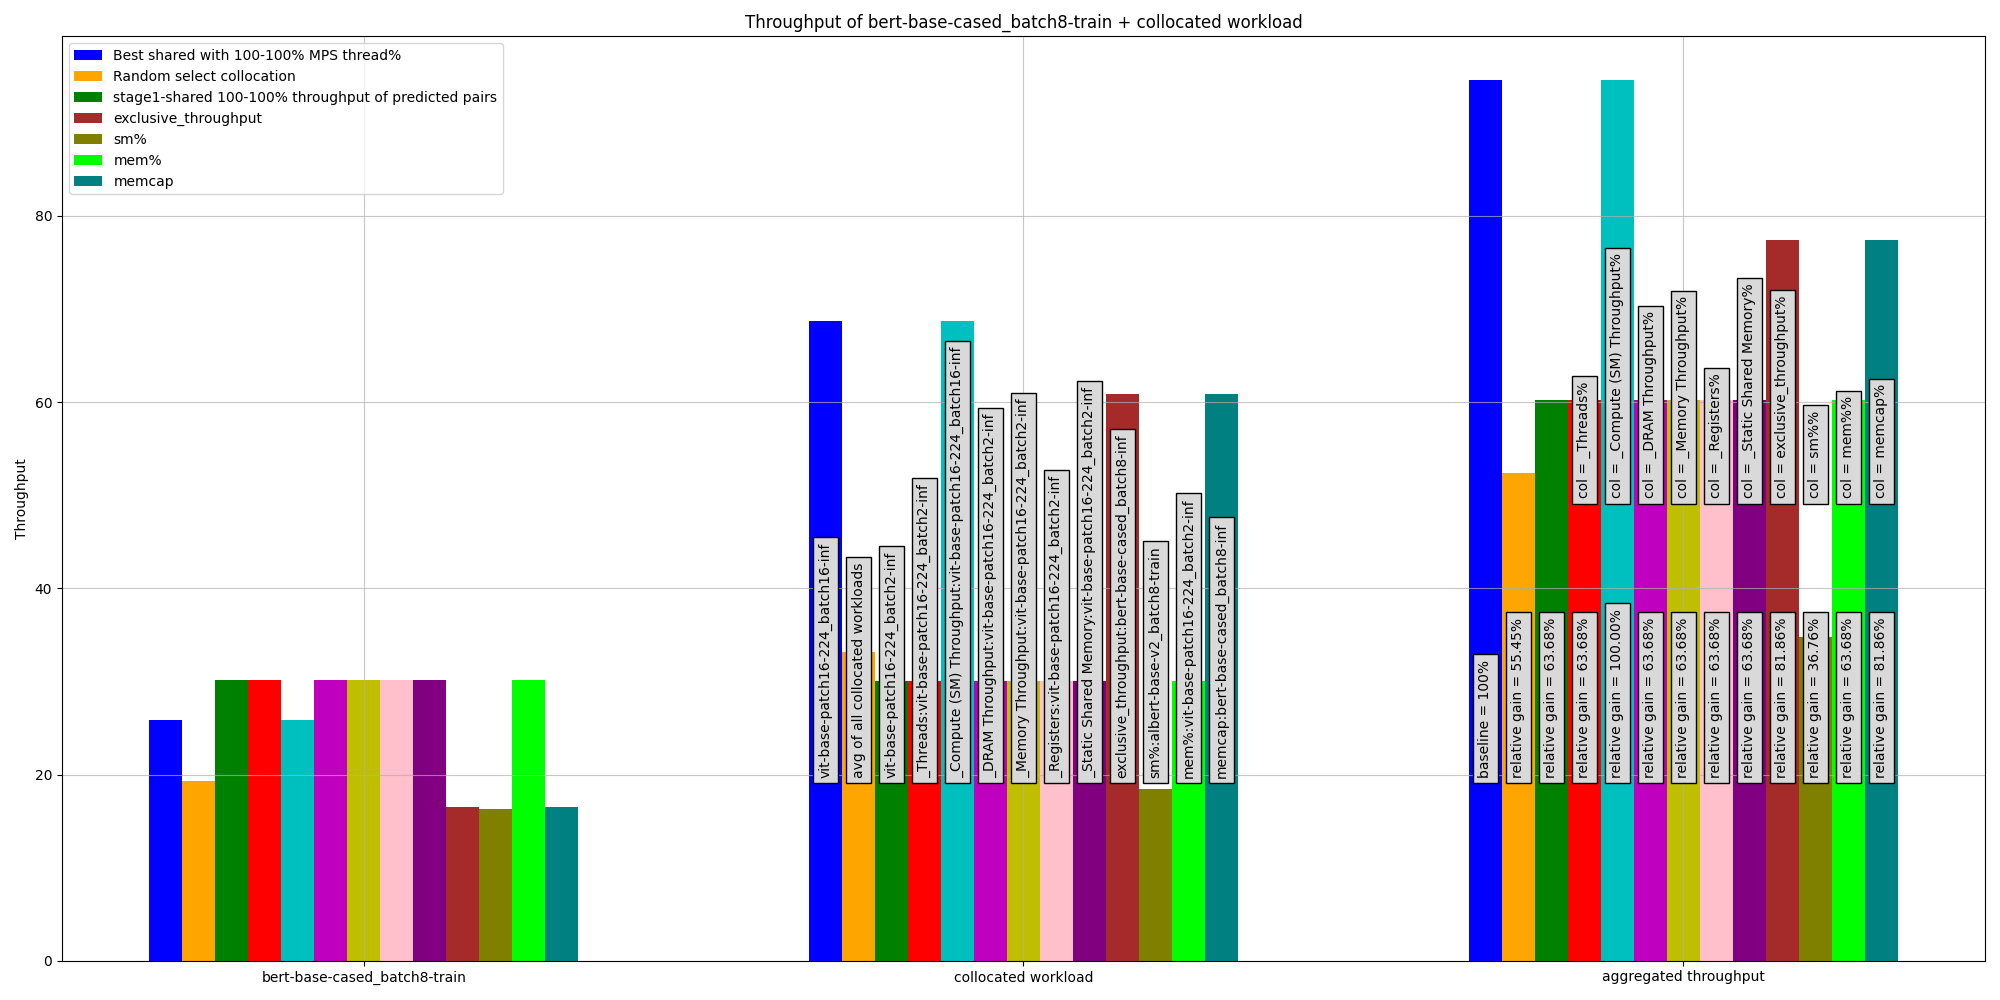 Throughput of bert-base-cased_batch8-train + collocated workload
Best shared with 100-100% MPS thread%
Random select collocation
stage1-shared 100-100% throughput of predicted pairs
exclusive_throughput
sm%
mem%
memcap
Throughput
80
60
40
20
0
vit-base-patch16-224_batch16-inf
avg of all collocated workloads
vit-base-patch16-224_batch2-inf
_Threads:vit-base-patch16-224_batch2-inf
_Compute (SM) Throughput:vit-base-patch16-224_batch16-inf
_DRAM Throughput:vit-base-patch16-224_batch2-inf
_Memory Throughput:vit-base-patch16-224_batch2-inf
_Registers:vit-base-patch16-224_batch2-inf
_Static Shared Memory:vit-base-patch16-224_batch2-inf
exclusive_throughput:bert-base-cased_batch8-inf
sm%:albert-base-v2_batch8-train
mem%:vit-base-patch16-224_batch2-inf
memcap:bert-base-cased_batch8-inf
col = _Threads%
col = _Compute (SM) Throughput%
col = _DRAM Throughput%
col = _Memory Throughput%
col = _Registers%
col = _Static Shared Memory%
col = exclusive_throughput%
col = sm%%
col = mem%%
col = memcap%
baseline = 100%
relative gain = 55.45%
relative gain = 63.68%
relative gain = 63.68%
relative gain = 100.00%
relative gain = 63.68%
relative gain = 63.68%
relative gain = 63.68%
relative gain = 63.68%
relative gain = 81.86%
relative gain = 36.76%
relative gain = 63.68%
relative gain = 81.86%
bert-base-cased_batch8-train
collocated workload
aggregated throughput